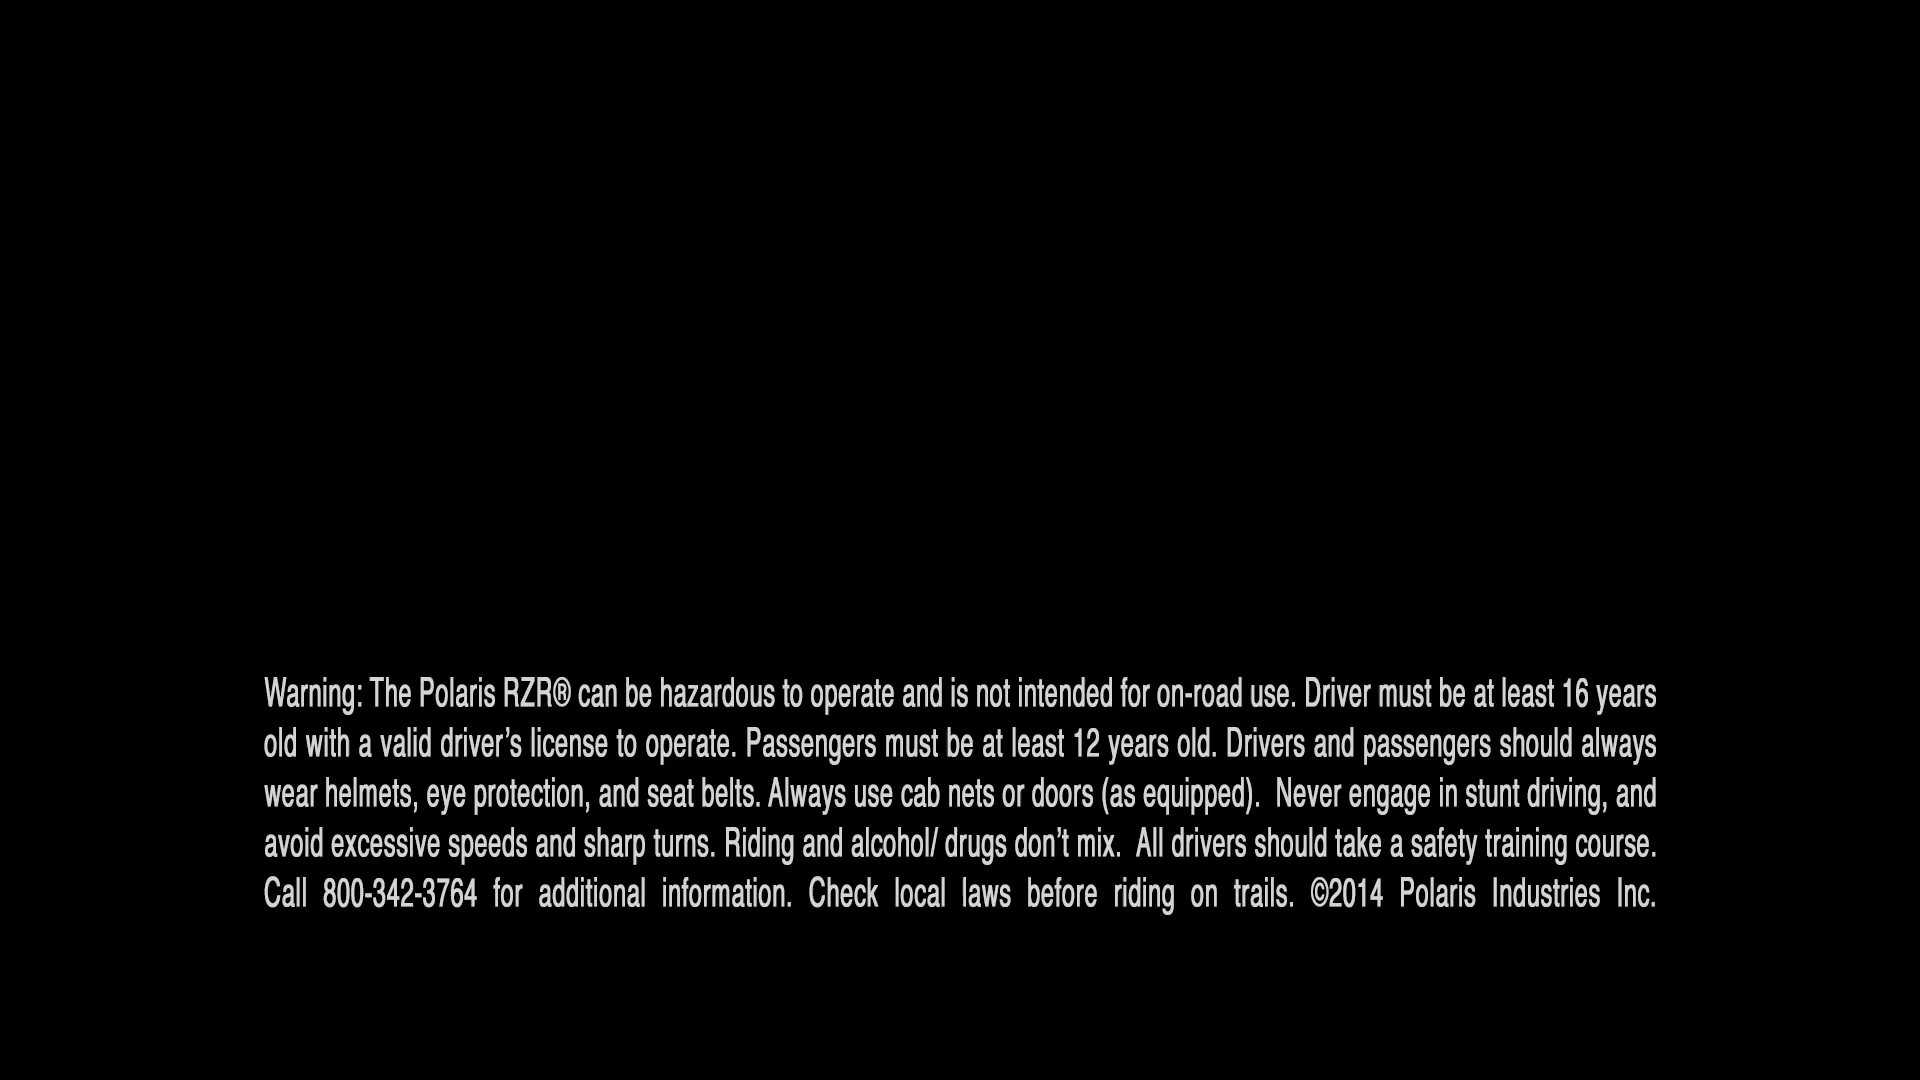 Warning: The Polaris RZR® can be hazardous to operate and is not intended for on-road use. Driver must be at least 16 years
old with a valid driver’s license to operate. Passengers must be at least 12 years old. Drivers and passengers should always
wear helmets, eye protection, and seat belts. Always use cab nets or doors (as equipped).  Never engage in stunt driving, and
avoid excessive speeds and sharp turns. Riding and alcohol/ drugs don’t mix.  All drivers should take a safety training course.
Call 800-342-3764 for additional information. Check local laws before riding on trails. ©2014 Polaris Industries Inc.